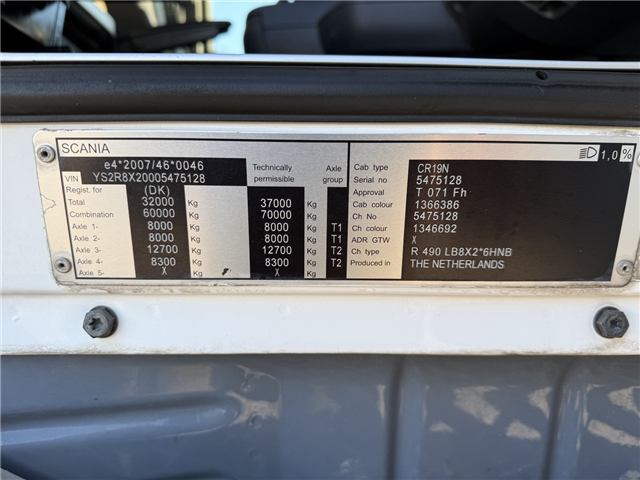 SCANIA
1,0 %
e4*2007/46*0046
VIN YS2R8X20005475128
Technically permissible
Axle group
Regist. for (DK)
Total 32000 Kg 37000 Kg
Combination 60000 Kg 70000 Kg
Axle 1- 8000 Kg 8000 Kg T1
Axle 2- 8000 Kg 8000 Kg T1
Axle 3- 12700 Kg 12700 Kg T2
Axle 4- 8300 Kg 8300 Kg T2
Axle 5- X Kg X Kg
Cab type CR19N
Serial no 5475128
Approval T 071 Fh
Cab colour 1366386
Ch No 5475128
Ch colour 1346692
ADR GTW X
Ch type R 490 LB8X2*6HNB
Produced in THE NETHERLANDS